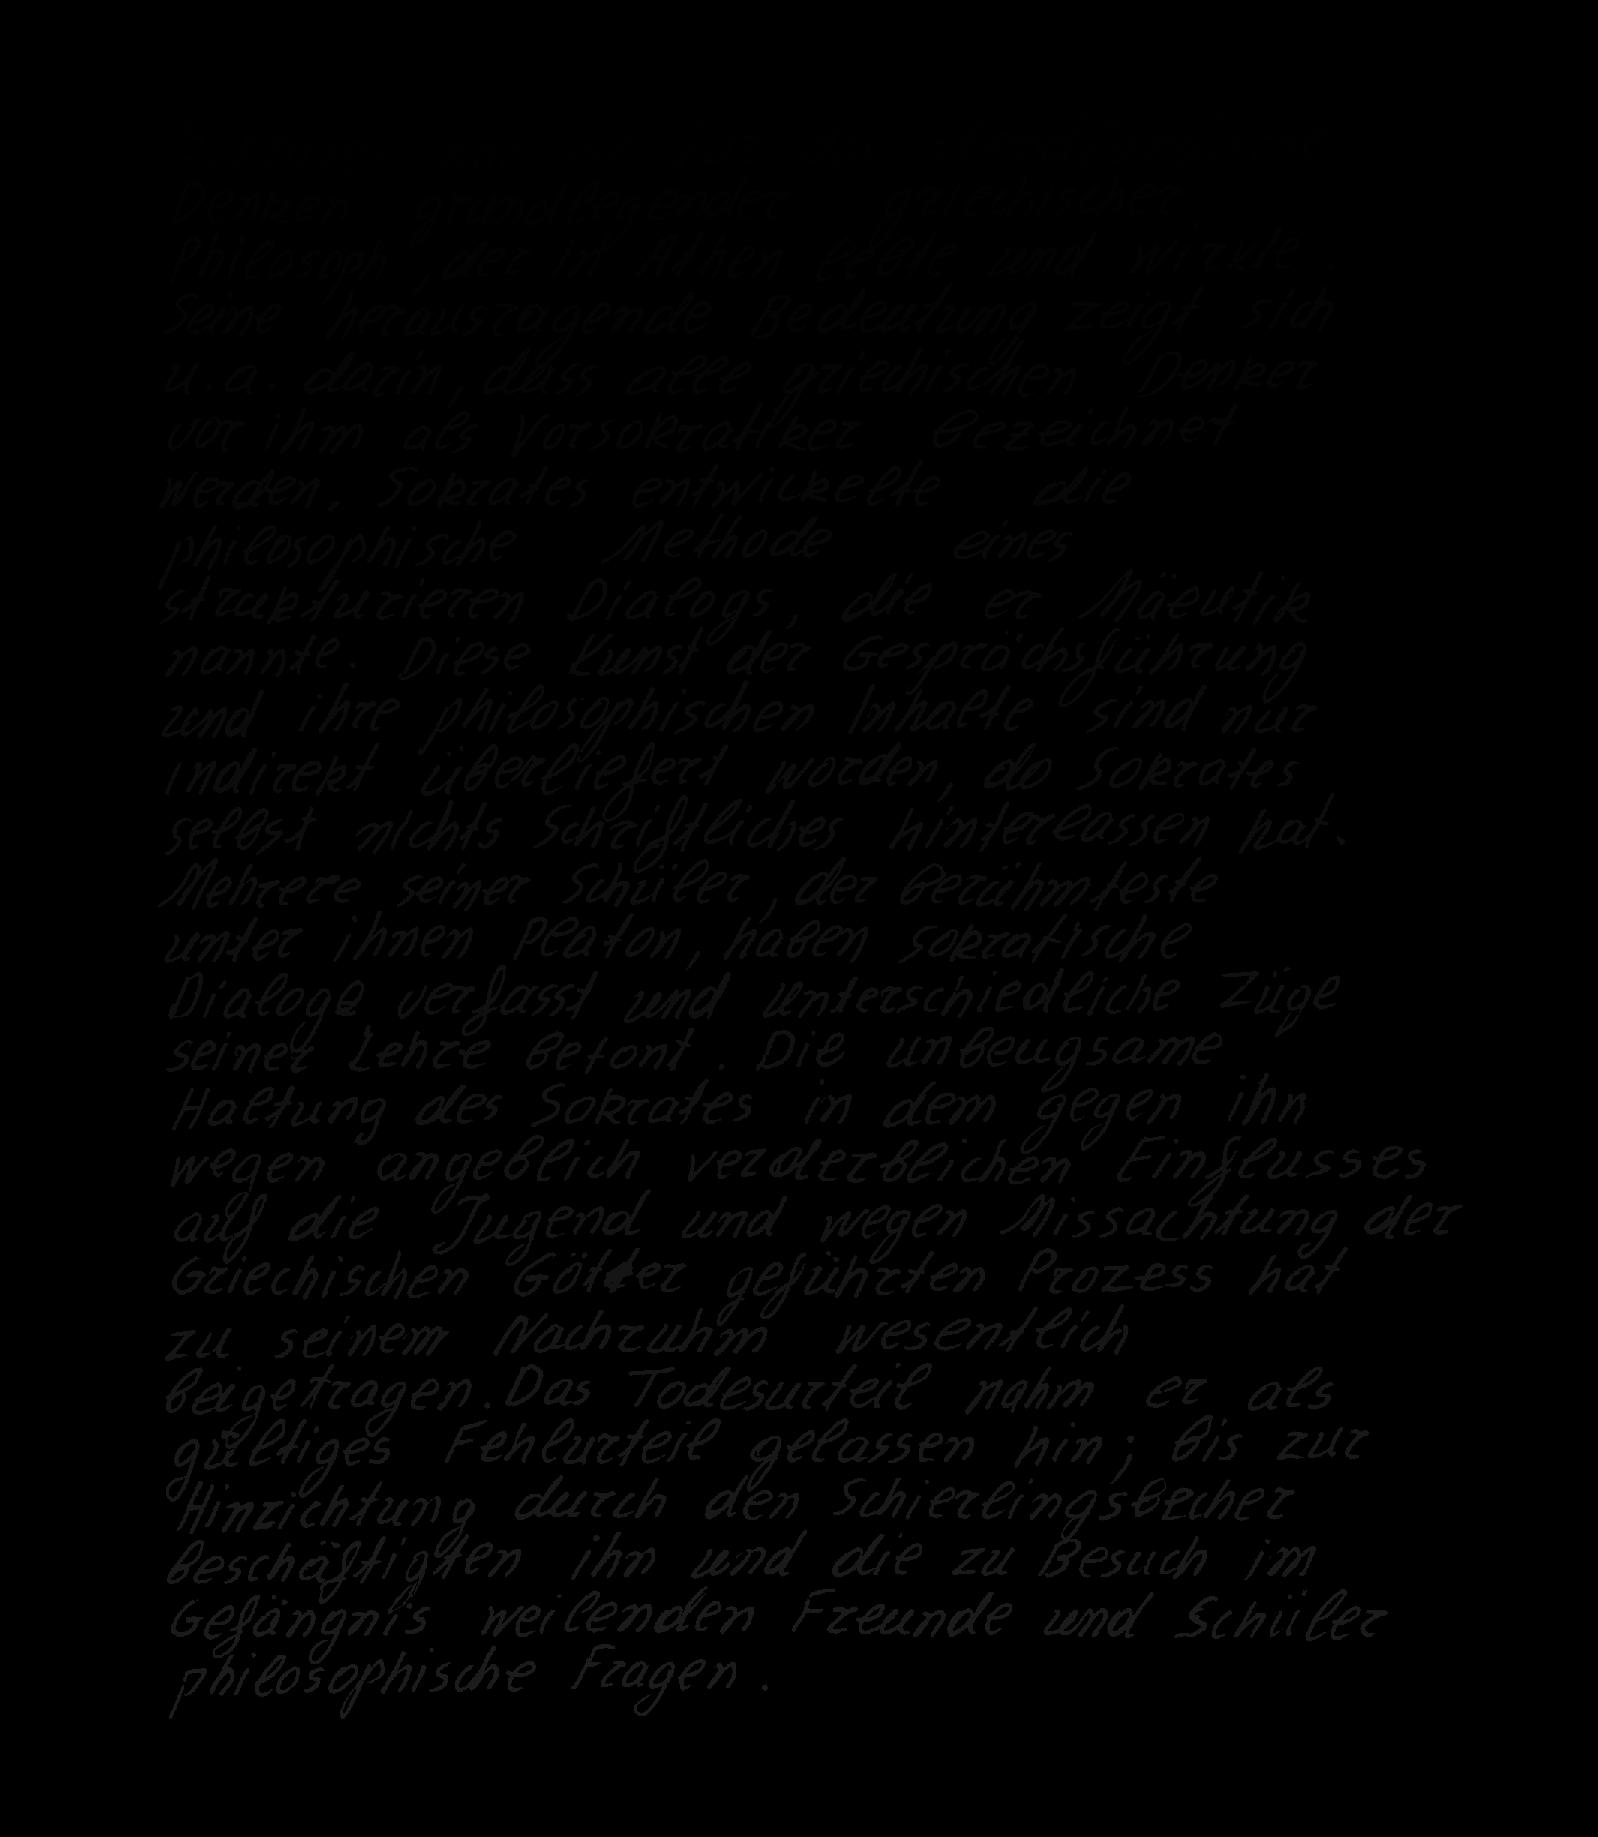 Denken grundlegender griechischer
Philosoph, der in Athen lebte und wirkte.
Seine herausragende Bedeutung zeigt sich
u.a. darin, dass alle griechischen Denker
vor ihm als Vorsokratiker bezeichnet
werden. Sokrates entwickelte die
philosophische Methode eines
strukturieren Dialogs, die er Mäeutik
nannte. Diese Kunst der Gesprächsführung
und ihre philosophischen Inhalte sind nur
indirekt überliefert worden, do Sokrates
selbst nichts Schriftliches hinterlassen hat.
Mehrere seiner Schüler, der berühmteste
unter ihnen Platon, haben sokratische
Dialoge verfasst und unterschiedliche Züge
seiner Lehre betont. Die unbeugsame
Haltung des Sokrates in dem gegen ihn
wegen angeblich verderblichen Einflusses
auf die Jugend und wegen Missachtung der
Griechischen Götter geführten Prozess hat
zu seinem Nachruhm wesentlich
beigetragen. Das Todesurteil nahm er als
gültiges Fehlurteil gelassen hin; bis zur
Hinrichtung durch den Schierlingsbecher
beschäftigten ihn und die zu Besuch im
Gefängnis weilenden Freunde und Schüler
philosophische Fragen.